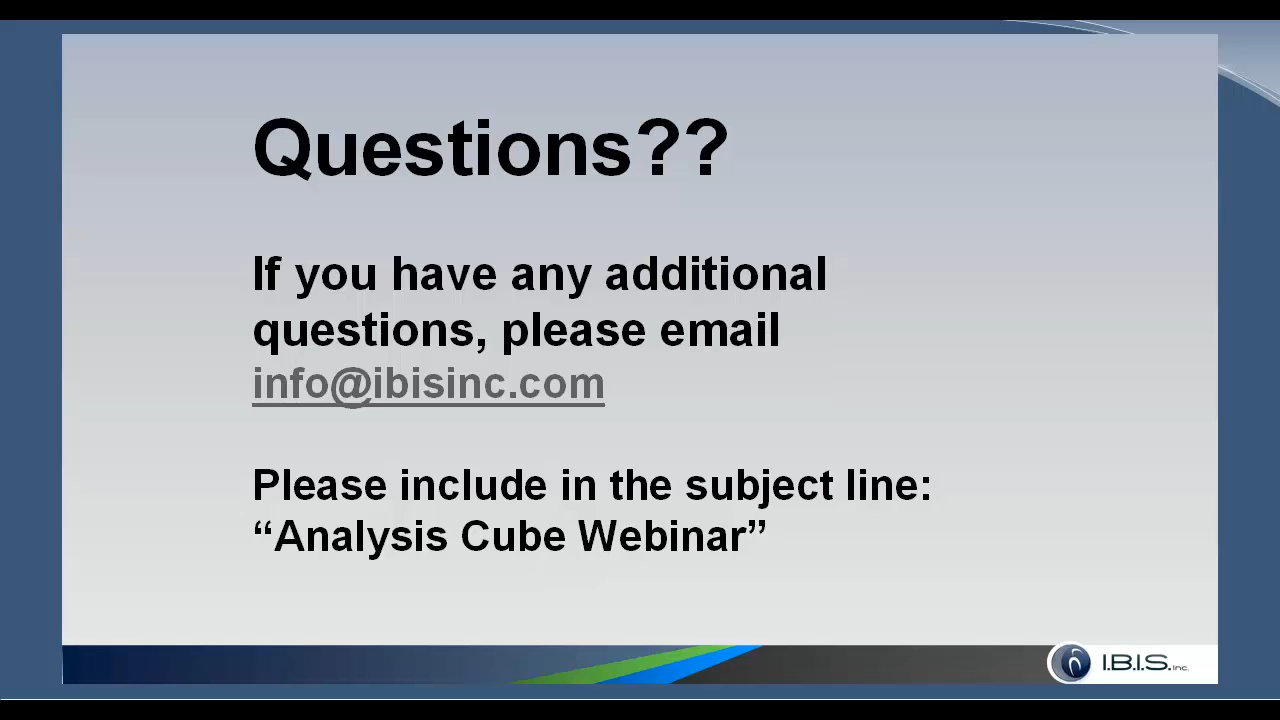 Questions??
If you have any additional
questions, please email
info@ibisinc.com
Please include in the subject line:
“Analysis Cube Webinar”
I.B.I.S. Inc.